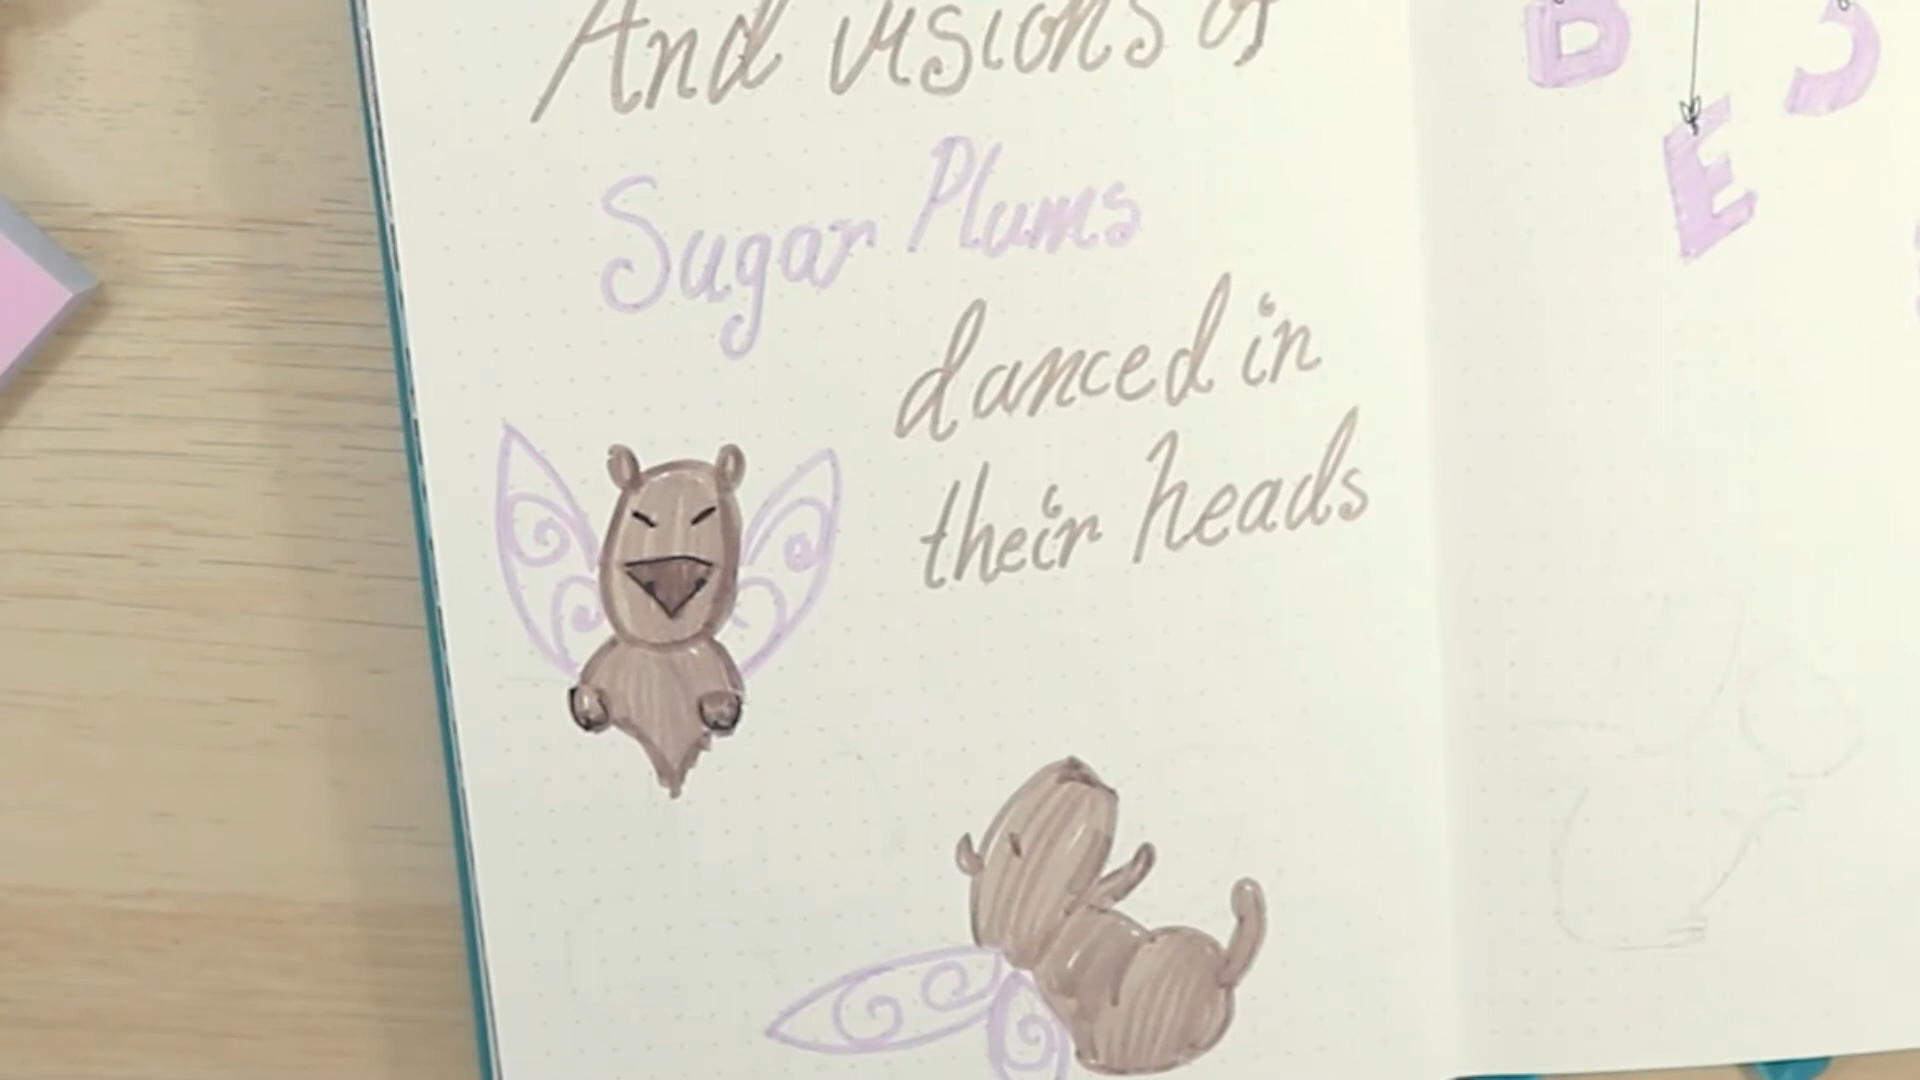 And visions of
Sugar Plums
danced in
their heads
B
E